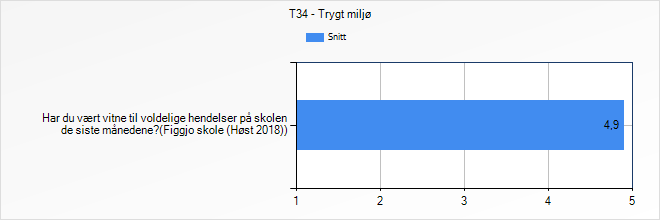 T34 - Trygt miljø
Snitt
Har du vært vitne til voldelige hendelser på skolen
de siste månedene?(Figgjo skole (Høst 2018))
4,9
1 2 3 4 5